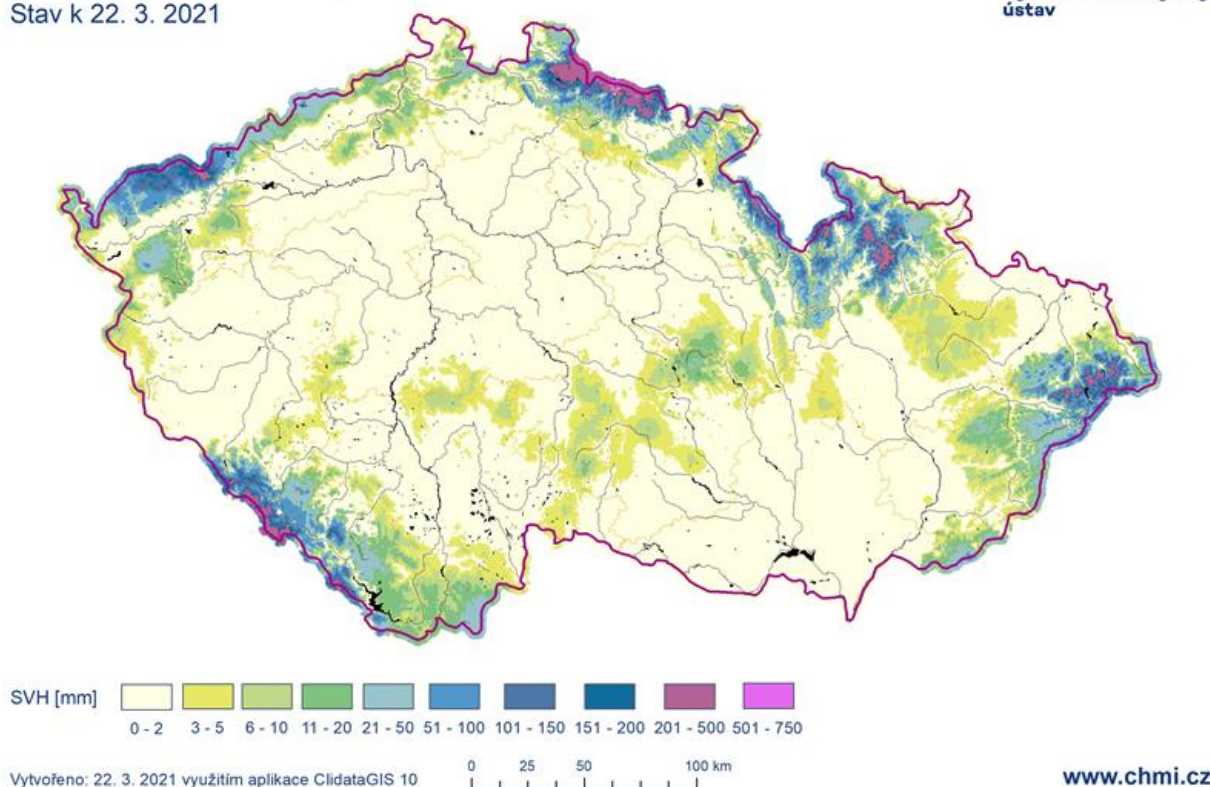 Stav k 22. 3. 2021
ústav
SVH [mm]
0 - 2 3 - 5 6 - 10 11 - 20 21 - 50 51 - 100 101 - 150 151 - 200 201 - 500 501 - 750
0 25 50 100 km
Vytvořeno: 22. 3. 2021 využitím aplikace ClidataGIS 10
www.chmi.cz